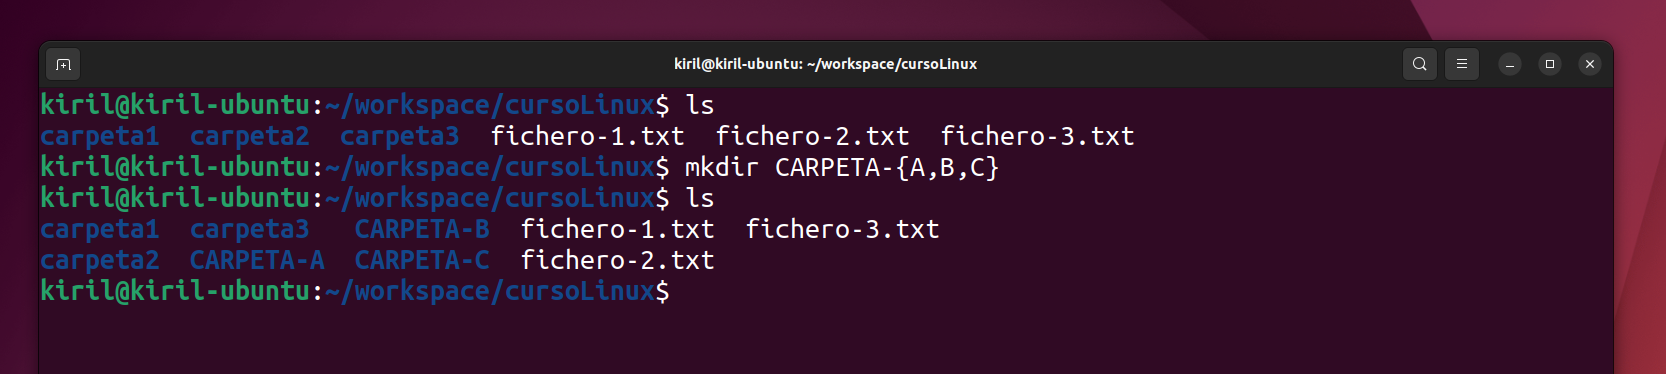 kiril@kiril-ubuntu: ~/workspace/cursoLinux
kiril@kiril-ubuntu:~/workspace/cursoLinux$ ls
carpeta1  carpeta2  carpeta3  fichero-1.txt  fichero-2.txt  fichero-3.txt
kiril@kiril-ubuntu:~/workspace/cursoLinux$ mkdir CARPETA-{A,B,C}
kiril@kiril-ubuntu:~/workspace/cursoLinux$ ls
carpeta1  carpeta3   CARPETA-B  fichero-1.txt  fichero-3.txt
carpeta2  CARPETA-A  CARPETA-C  fichero-2.txt
kiril@kiril-ubuntu:~/workspace/cursoLinux$